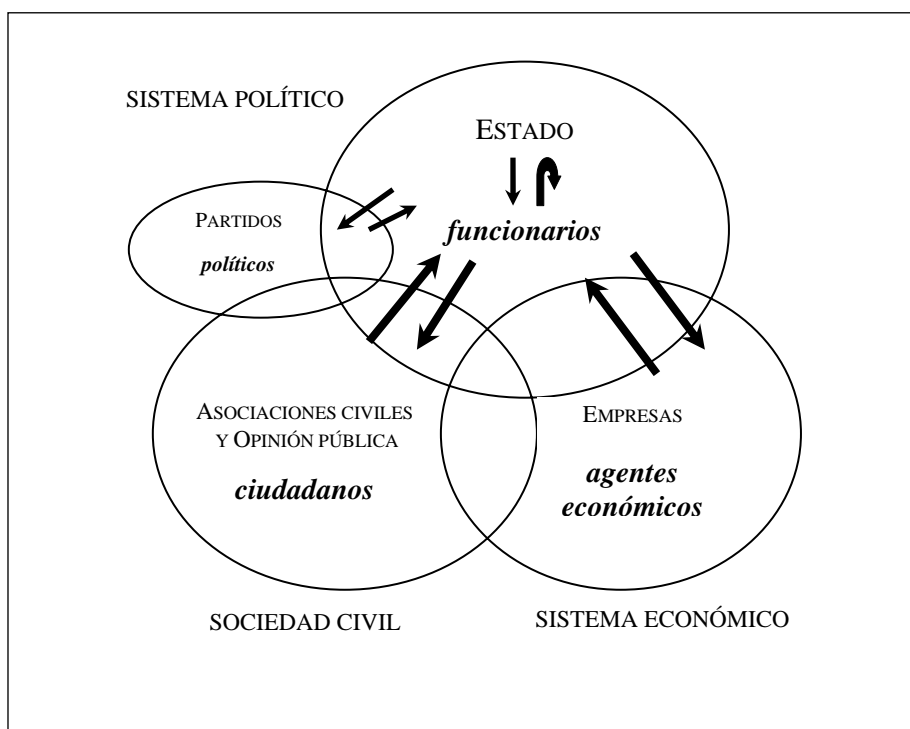 SISTEMA POLÍTICO
ESTADO
PARTIDOS
políticos
funcionarios
ASOCIACIONES CIVILES
Y OPINIÓN PÚBLICA
ciudadanos
EMPRESAS
agentes
económicos
SOCIEDAD CIVIL
SISTEMA ECONÓMICO